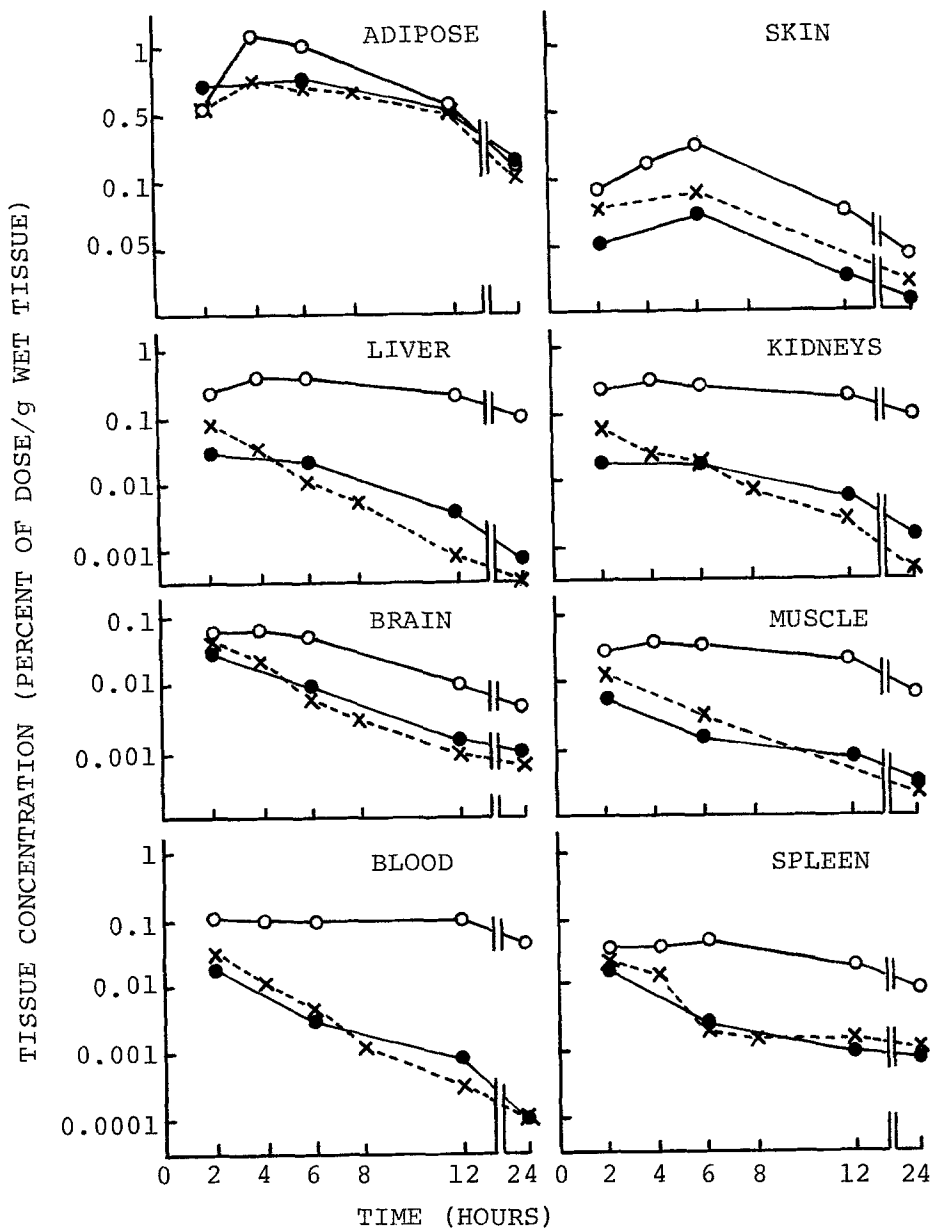 TISSUE CONCENTRATION (PERCENT OF DOSE/g WET TISSUE)
ADIPOSE
1
0.5
0.1
0.05
SKIN
LIVER
1
0.1
0.01
0.001
KIDNEYS
BRAIN
0.1
0.01
0.001
MUSCLE
BLOOD
1
0.1
0.01
0.001
0.0001
SPLEEN
0 2 4 6 8 12 24
0 2 4 6 8 12 24
TIME (HOURS)